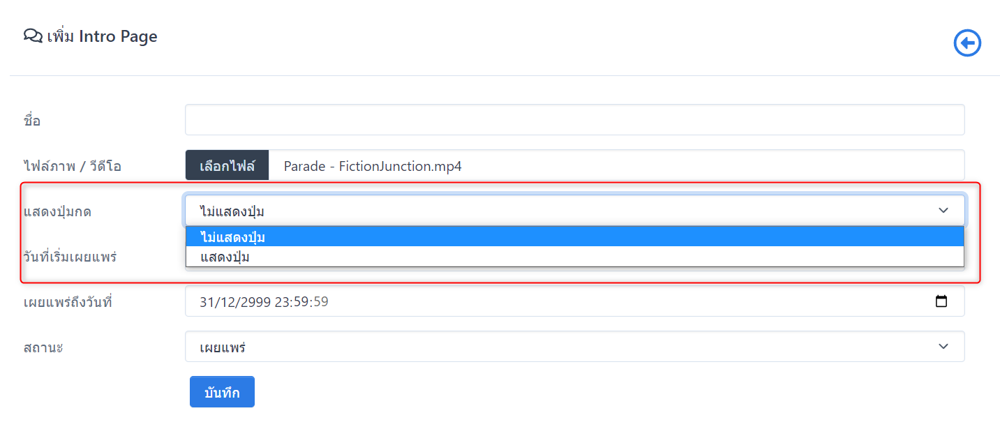 เพิ่ม Intro Page
ชื่อ
ไฟล์ภาพ / วีดีโอ เลือกไฟล์ Parade - FictionJunction.mp4
แสดงปุ่มกด ไม่แสดงปุ่ม
ไม่แสดงปุ่ม
วันที่เริ่มเผยแพร่ แสดงปุ่ม
เผยแพร่ถึงวันที่ 31/12/2999 23:59:59
สถานะ เผยแพร่
บันทึก